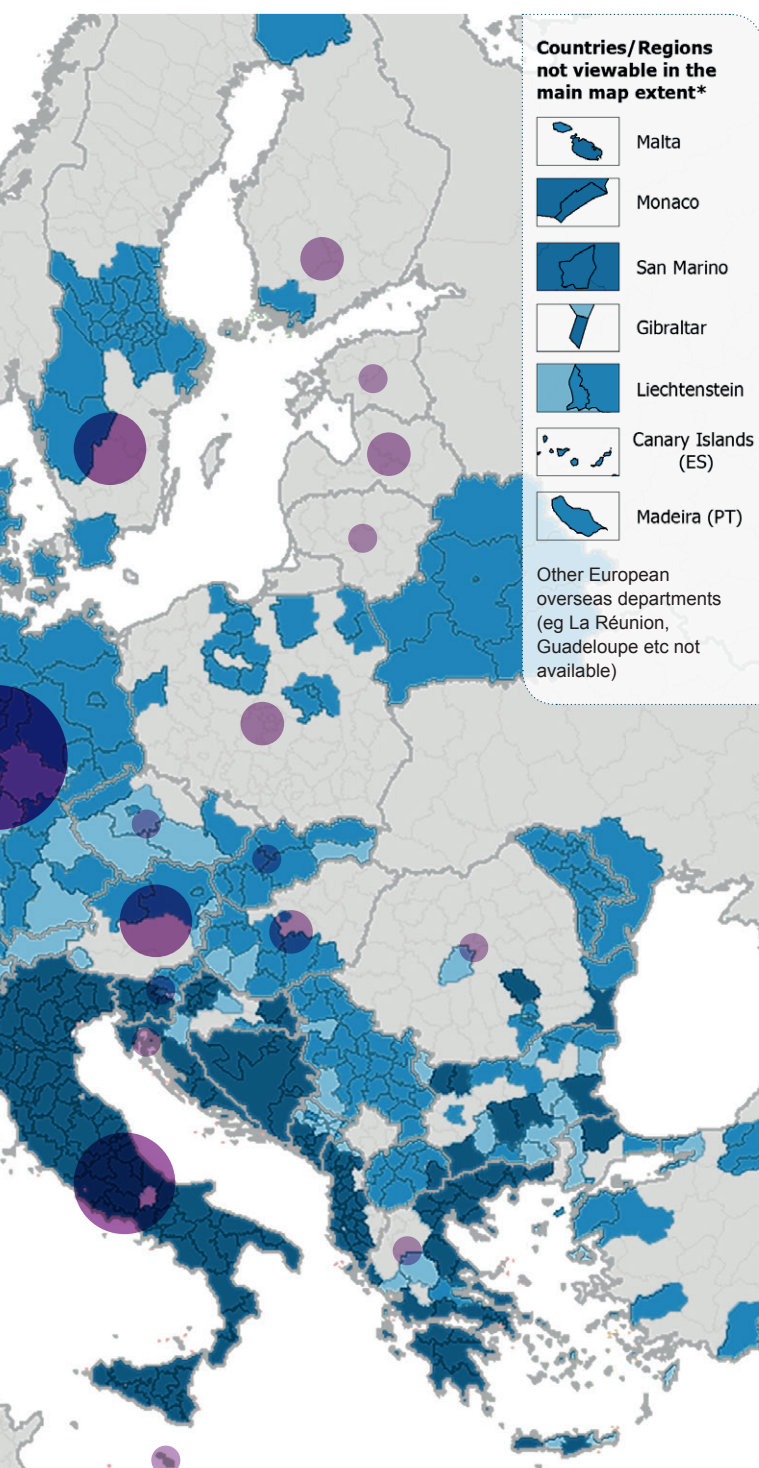 Countries/Regions
not viewable in the
main map extent*
Malta
Monaco
San Marino
Gibraltar
Liechtenstein
Canary Islands
(ES)
Madeira (PT)
Other European
overseas departments
(eg La Réunion,
Guadeloupe etc not
available)